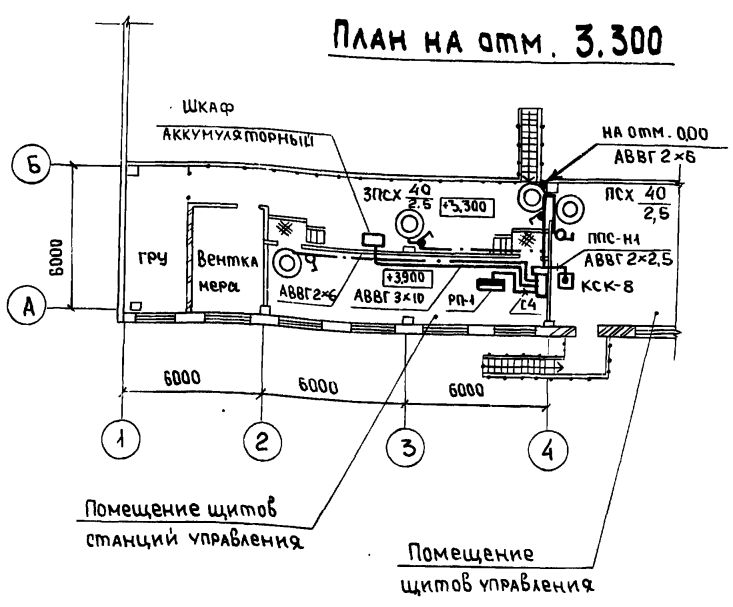 План на отм. 3.300
Шкаф
аккумуляторный
на отм. 0,00
АВВГ 2×6
Б
3ПСХ 40/2.5
+3,300
ПСХ 40/2,5
6000
ГРУ
Вентка
мера
ППС-Н1
АВВГ 2×2,5
+3,900
АВВГ 2×6
АВВГ 3×10
РП-1
С4
КСК-8
А
6000
6000
6000
1
2
3
4
Помещение щитов
станций управления
Помещение
щитов управления